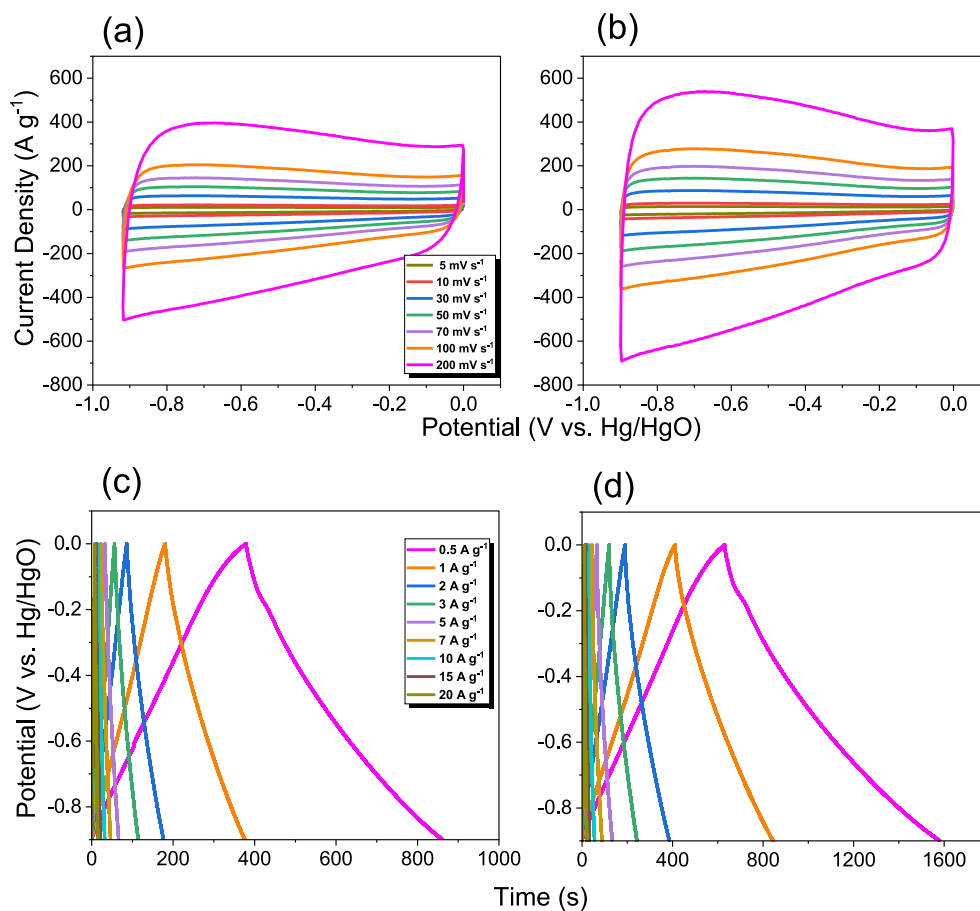 (a)
(b)
Current Density (A g⁻¹)
600
400
200
0
-200
-400
-600
-800
5 mV s⁻¹
10 mV s⁻¹
30 mV s⁻¹
50 mV s⁻¹
70 mV s⁻¹
100 mV s⁻¹
200 mV s⁻¹
-1.0 -0.8 -0.6 -0.4 -0.2 0.0
600
400
200
0
-200
-400
-600
-800
-1.0 -0.8 -0.6 -0.4 -0.2 0.0
Potential (V vs. Hg/HgO)
(c)
(d)
Potential (V vs. Hg/HgO)
0.0
-0.2
-0.4
-0.6
-0.8
0.5 A g⁻¹
1 A g⁻¹
2 A g⁻¹
3 A g⁻¹
5 A g⁻¹
7 A g⁻¹
10 A g⁻¹
15 A g⁻¹
20 A g⁻¹
0 200 400 600 800 1000
0.0
-0.2
-0.4
-0.6
-0.8
0 400 800 1200 1600
Time (s)